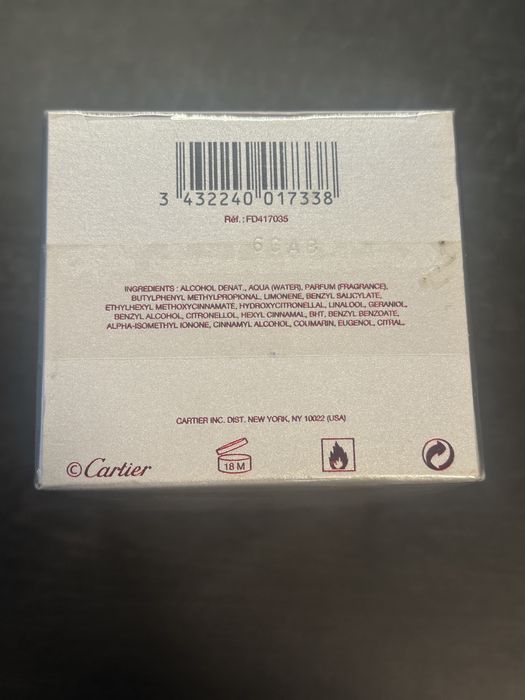 3 432240 017338
Réf. : FD417035
INGREDIENTS : ALCOHOL DENAT., AQUA (WATER), PARFUM (FRAGRANCE),
BUTYLPHENYL METHYLPROPIONAL, LIMONENE, BENZYL SALICYLATE,
ETHYLHEXYL METHOXYCINNAMATE, HYDROXYCITRONELLAL, LINALOOL, GERANIOL,
BENZYL ALCOHOL, CITRONELLOL, HEXYL CINNAMAL, BHT, BENZYL BENZOATE,
ALPHA-ISOMETHYL IONONE, CINNAMYL ALCOHOL, COUMARIN, EUGENOL, CITRAL.
CARTIER INC. DIST. NEW YORK, NY 10022 (USA)
© Cartier
18 M